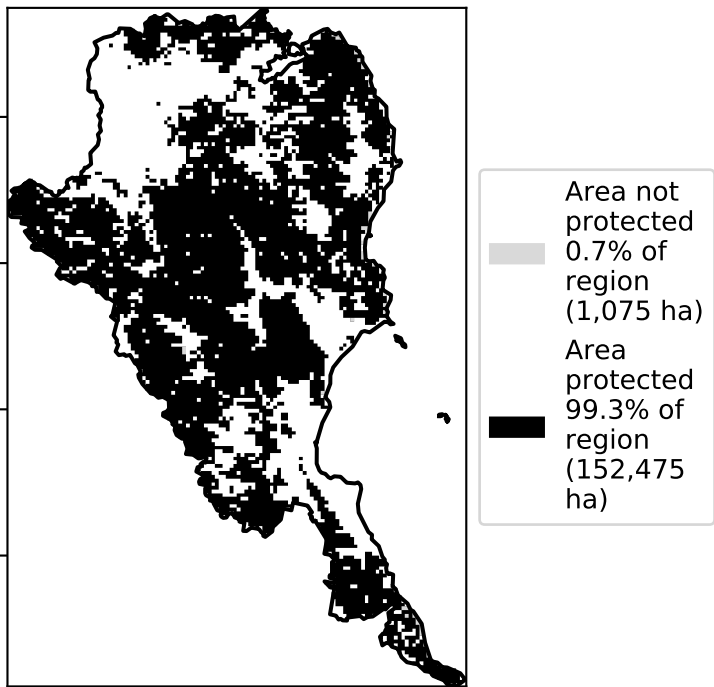 Area not
protected
0.7% of
region
(1,075 ha)
Area
protected
99.3% of
region
(152,475
ha)